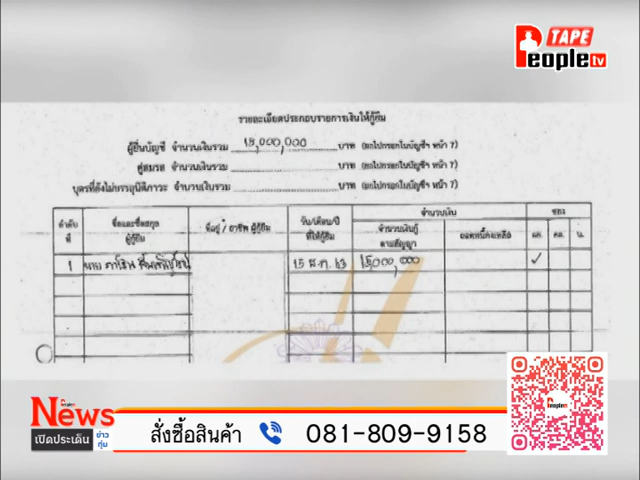 TAPE
People tv
รายละเอียดประกอบรายการเงินให้กู้ยืม
ผู้ยื่นบัญชี จำนวนเงินรวม 15,000,000 บาท (ยกไปกรอกในบัญชีฯ หน้า 7)
คู่สมรส จำนวนเงินรวม บาท (ยกไปกรอกในบัญชีฯ หน้า 7)
บุตรที่ยังไม่บรรลุนิติภาวะ จำนวนเงินรวม บาท (ยกไปกรอกในบัญชีฯ หน้า 7)
ลำดับที่ ชื่อและชื่อสกุล ผู้กู้ยืม ที่อยู่ / อาชีพ ผู้กู้ยืม วัน/เดือน/ปี ที่ให้กู้ยืม จำนวนเงิน ของ
จำนวนเงินกู้ตามสัญญา ยอดหนี้คงเหลือ ผย. คส. บ.
1 นาย 15 ส.ค. 63 15,000,000 ✓
People
News
เปิดประเด็น ข่าวหุ้น
สั่งซื้อสินค้า 081-809-9158
People tv